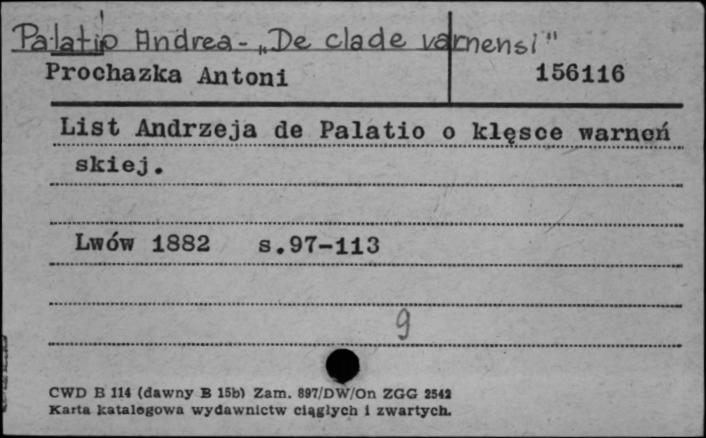 Palatio Andrea - „De clade varnensi"
Prochazka Antoni 156116
List Andrzeja de Palatio o klęsce warneń
skiej.
Lwów 1882 s.97-113
9
CWD B 114 (dawny B 15b) Zam. 897/DW/On ZGG 2542
Karta katalogowa wydawnictw ciągłych i zwartych.